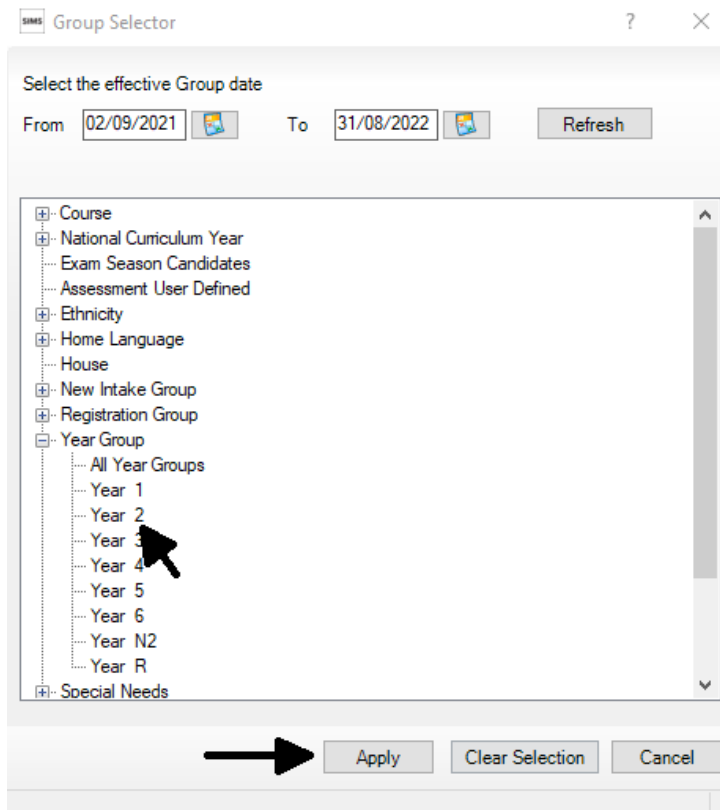 SIMS Group Selector ?
Select the effective Group date
From 02/09/2021 To 31/08/2022 Refresh
Course
National Curriculum Year
Exam Season Candidates
Assessment User Defined
Ethnicity
Home Language
House
New Intake Group
Registration Group
Year Group
All Year Groups
Year 1
Year 2
Year 3
Year 4
Year 5
Year 6
Year N2
Year R
Special Needs
Apply Clear Selection Cancel